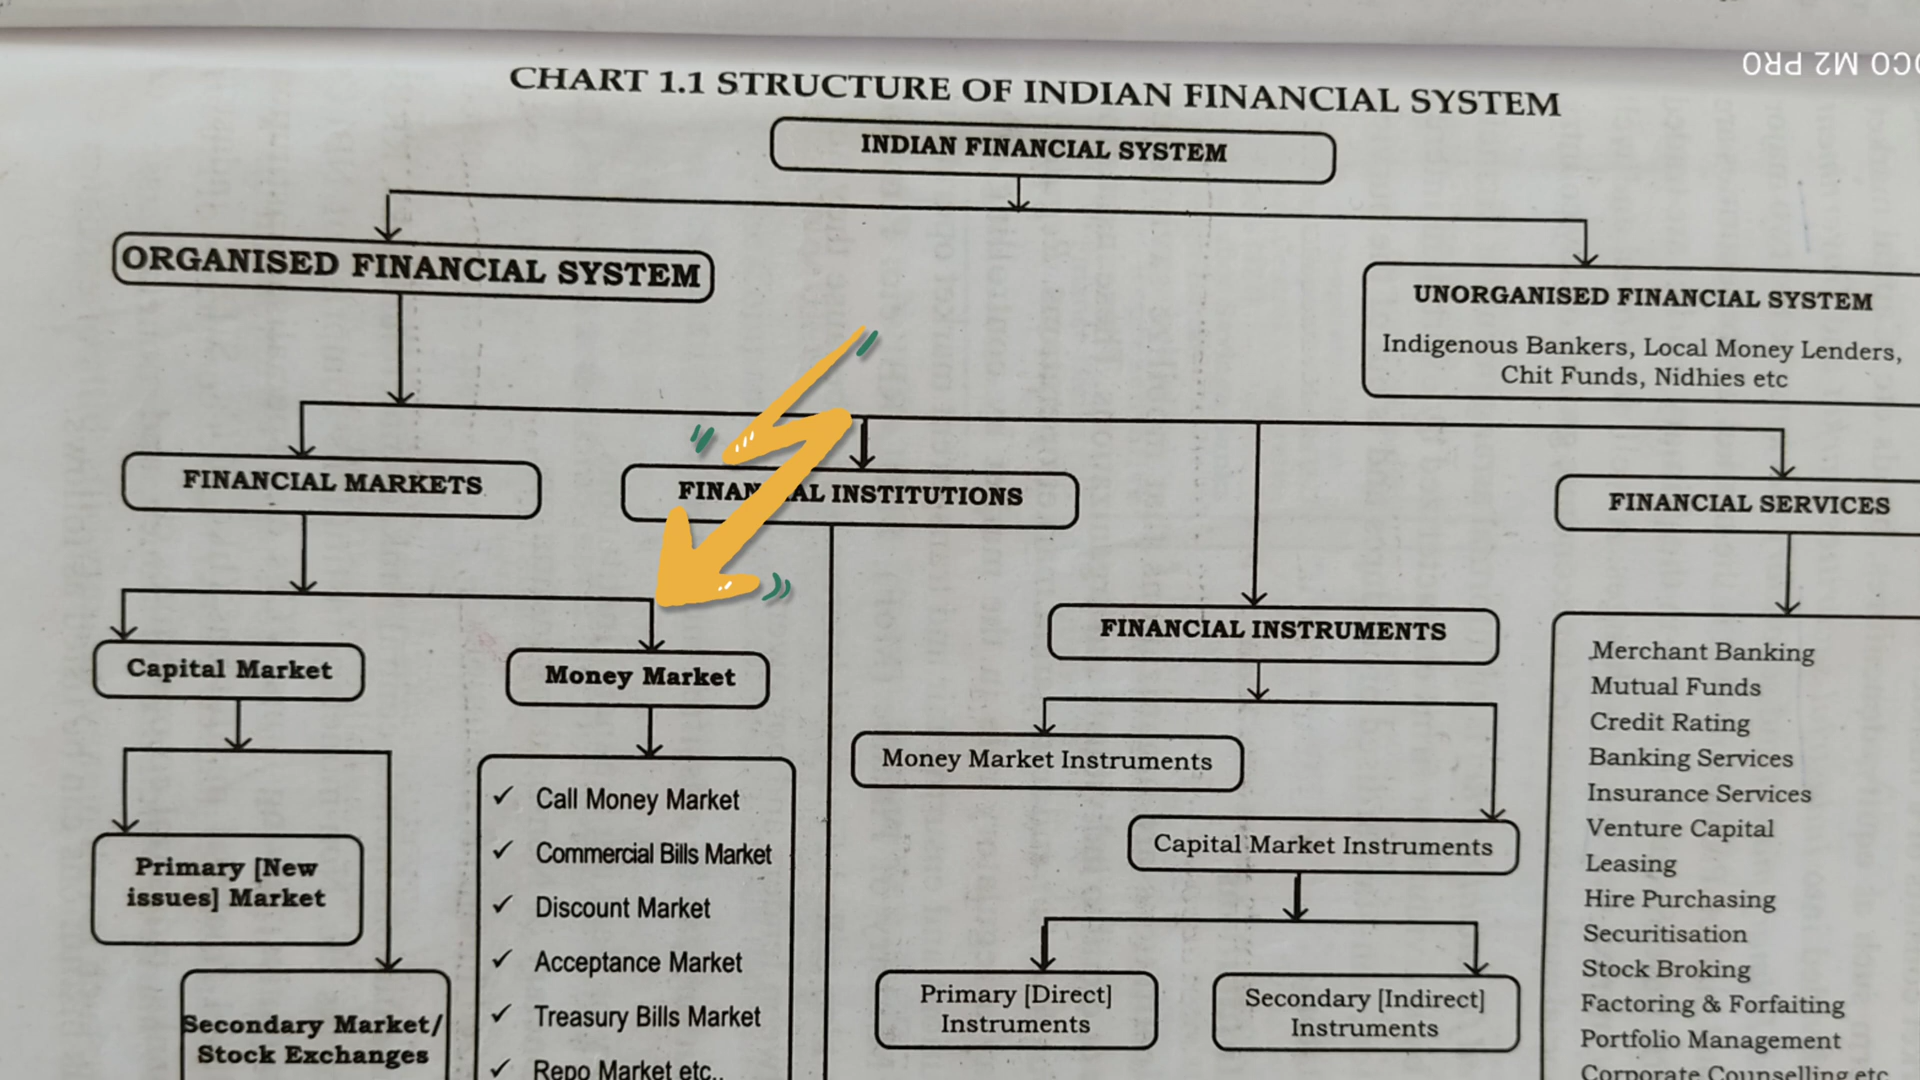 OCO M2 PRO
CHART 1.1 STRUCTURE OF INDIAN FINANCIAL SYSTEM
INDIAN FINANCIAL SYSTEM
ORGANISED FINANCIAL SYSTEM
UNORGANISED FINANCIAL SYSTEM
Indigenous Bankers, Local Money Lenders,
Chit Funds, Nidhies etc
FINANCIAL MARKETS
FINAN AL INSTITUTIONS
FINANCIAL SERVICES
Capital Market
Money Market
FINANCIAL INSTRUMENTS
Primary [New
issues] Market
Secondary Market/
Stock Exchanges
✓ Call Money Market
✓ Commercial Bills Market
✓ Discount Market
✓ Acceptance Market
✓ Treasury Bills Market
✓ Repo Market etc..
Money Market Instruments
Capital Market Instruments
Primary [Direct]
Instruments
Secondary [Indirect]
Instruments
Merchant Banking
Mutual Funds
Credit Rating
Banking Services
Insurance Services
Venture Capital
Leasing
Hire Purchasing
Securitisation
Stock Broking
Factoring & Forfaiting
Portfolio Management
Corporate Counselling etc